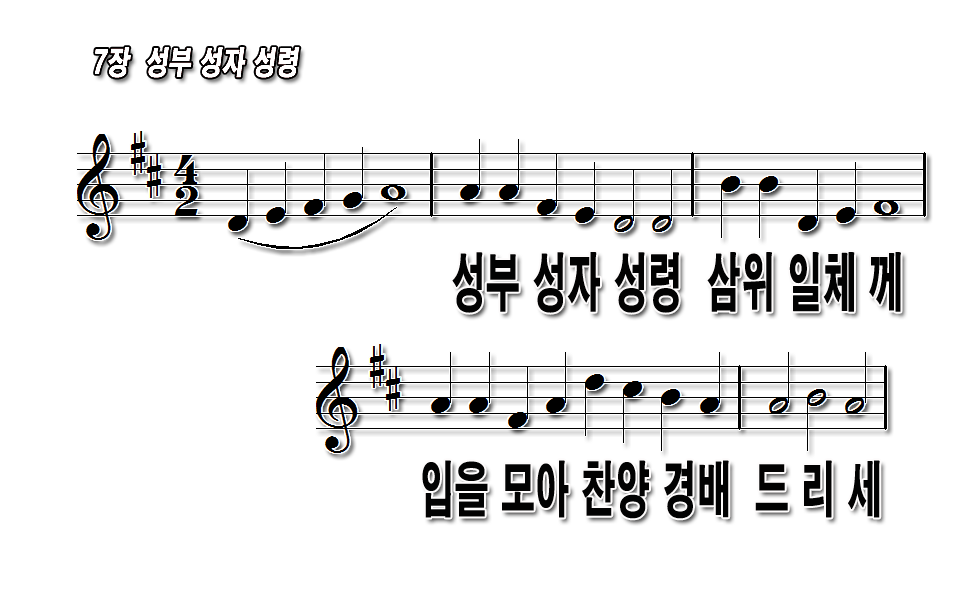 7장 성부 성자 성령
4
2
성부 성자 성령 삼위 일체 께
입을 모아 찬양 경배 드 리 세